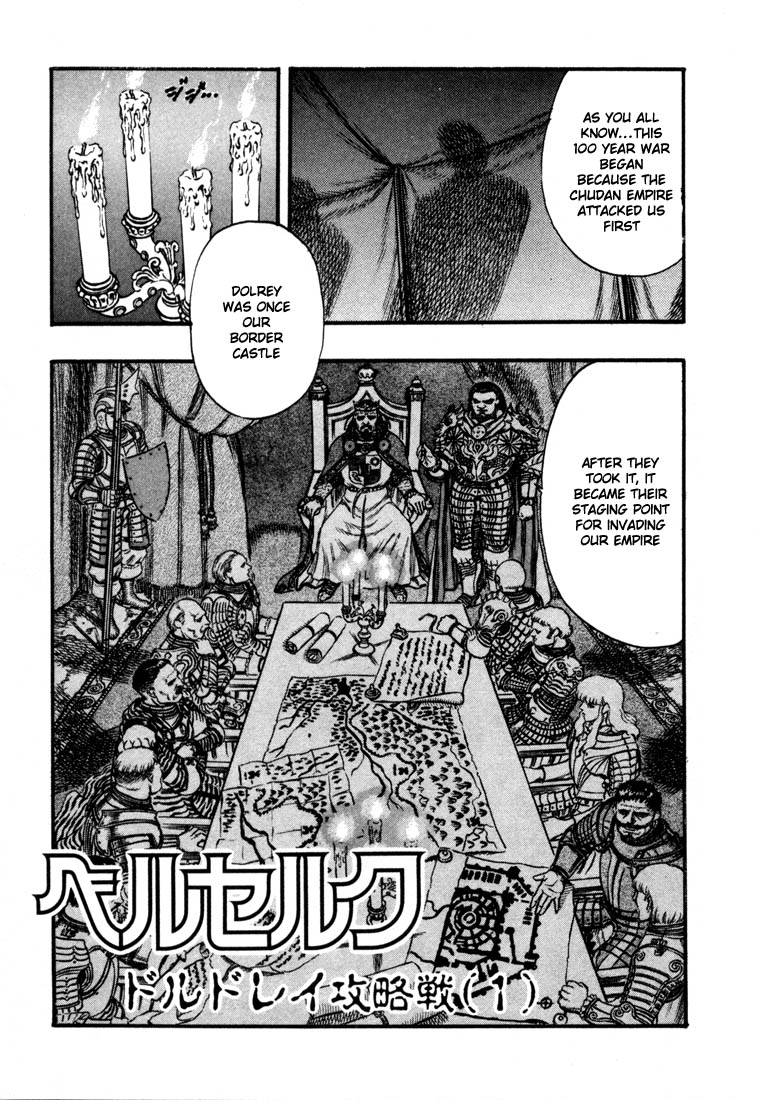 AS YOU ALL
KNOW...THIS
100 YEAR WAR
BEGAN
BECAUSE THE
CHUDAN EMPIRE
ATTACKED US
FIRST
ジジ...
DOLREY
WAS ONCE
OUR
BORDER
CASTLE
AFTER THEY
TOOK IT, IT
BECAME THEIR
STAGING POINT
FOR INVADING
OUR EMPIRE
ベルセルク
ドルドレイ攻略戦(1)